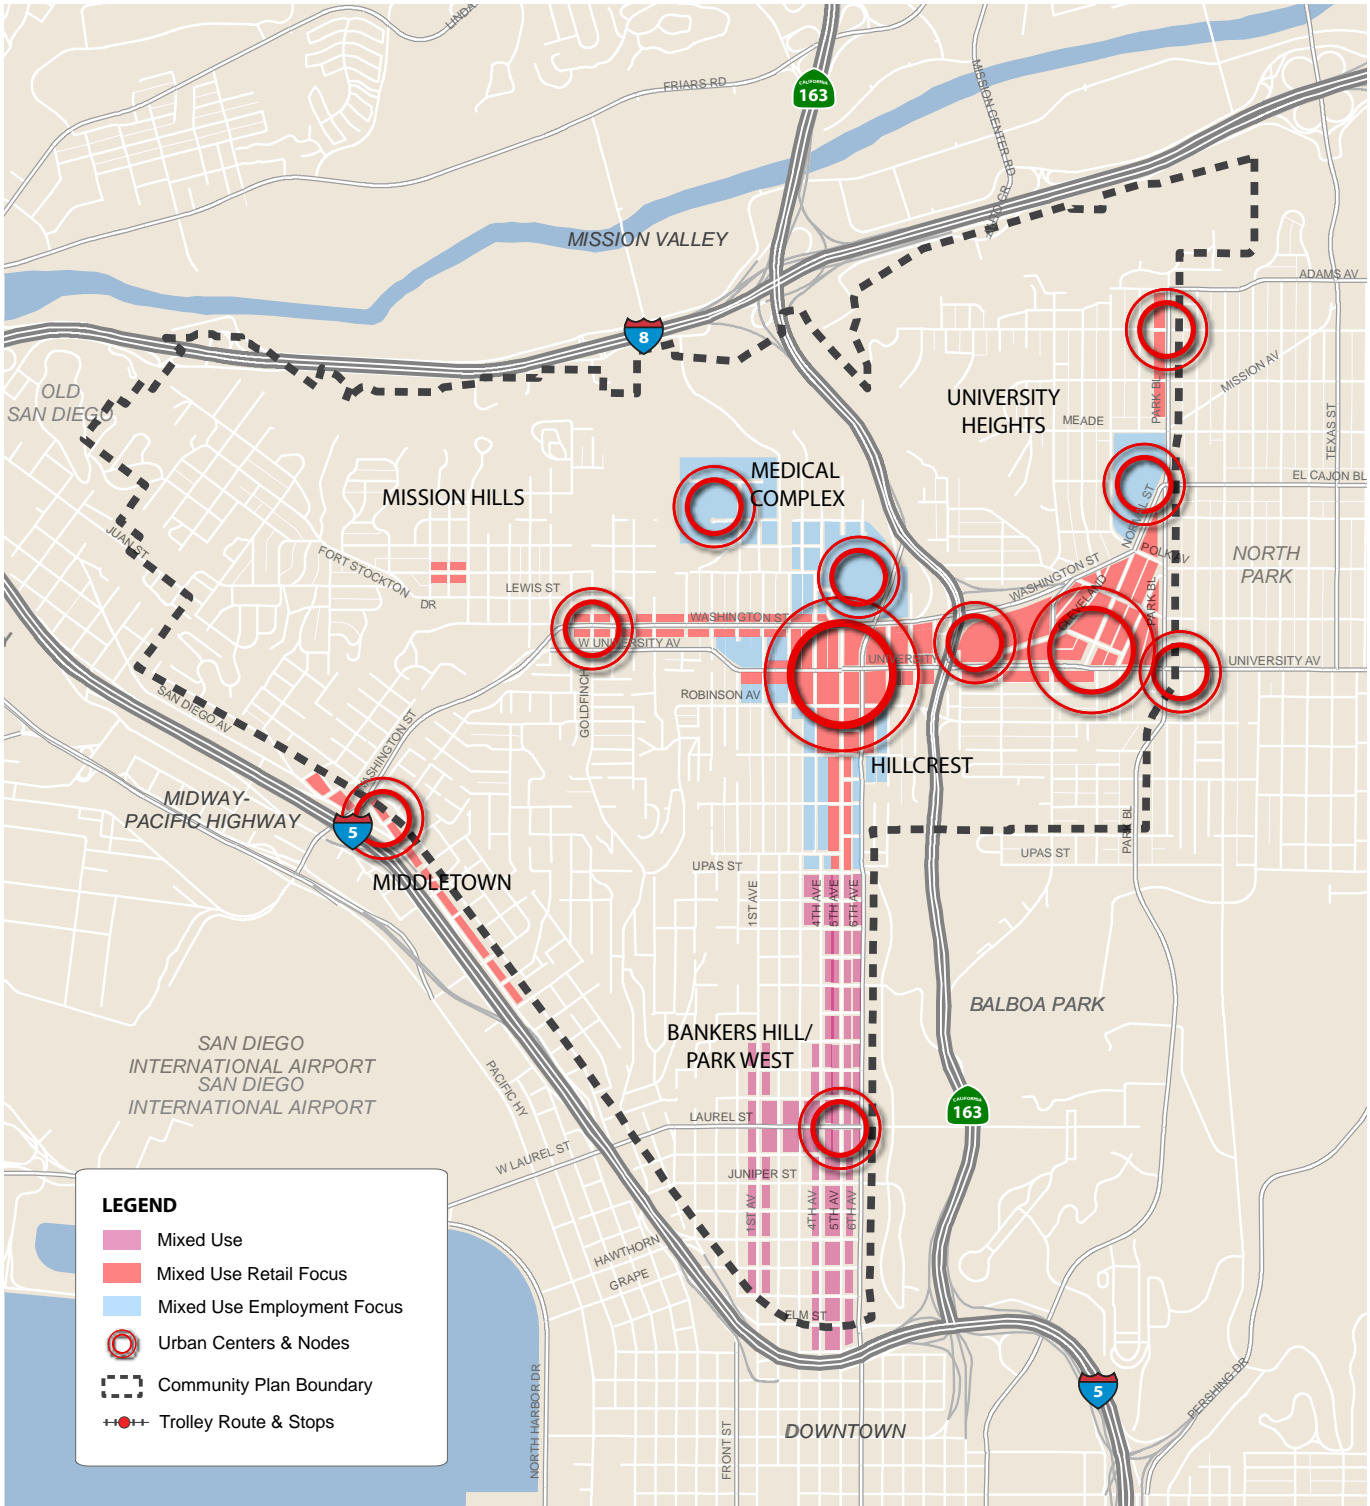 LINDA
FRIARS RD
CALIFORNIA
163
MISSION CENTER RD
MISSION VALLEY
8
ADAMS AV
MISSION AV
TEXAS ST
OLD
SAN DIEGO
UNIVERSITY
HEIGHTS
MEADE
PARK BL
EL CAJON BL
MEDICAL
COMPLEX
MISSION HILLS
NORMAL ST
POLK AV
NORTH
PARK
JUAN ST
FORT STOCKTON
DR
LEWIS ST
WASHINGTON ST
WASHINGTON ST
CLEVELAND
PARK BL
W UNIVERSITY AV
UNIVERSITY
UNIVERSITY AV
ROBINSON AV
GOLDFINCH
SAN DIEGO AV
WASHINGTON ST
HILLCREST
MIDWAY-
PACIFIC HIGHWAY
5
UPAS ST
UPAS ST
PARK BL
MIDDLETOWN
1ST AVE
4TH AVE
5TH AVE
6TH AVE
BALBOA PARK
BANKERS HILL/
PARK WEST
SAN DIEGO
INTERNATIONAL AIRPORT
SAN DIEGO
INTERNATIONAL AIRPORT
PACIFIC HY
CALIFORNIA
163
LAUREL ST
W LAUREL ST
JUNIPER ST
1ST AV
4TH AV
5TH AV
6TH AV
HAWTHORN
GRAPE
ELM ST
LEGEND
Mixed Use
Mixed Use Retail Focus
Mixed Use Employment Focus
Urban Centers & Nodes
Community Plan Boundary
Trolley Route & Stops
NORTH HARBOR DR
FRONT ST
DOWNTOWN
5
PERSHING DR